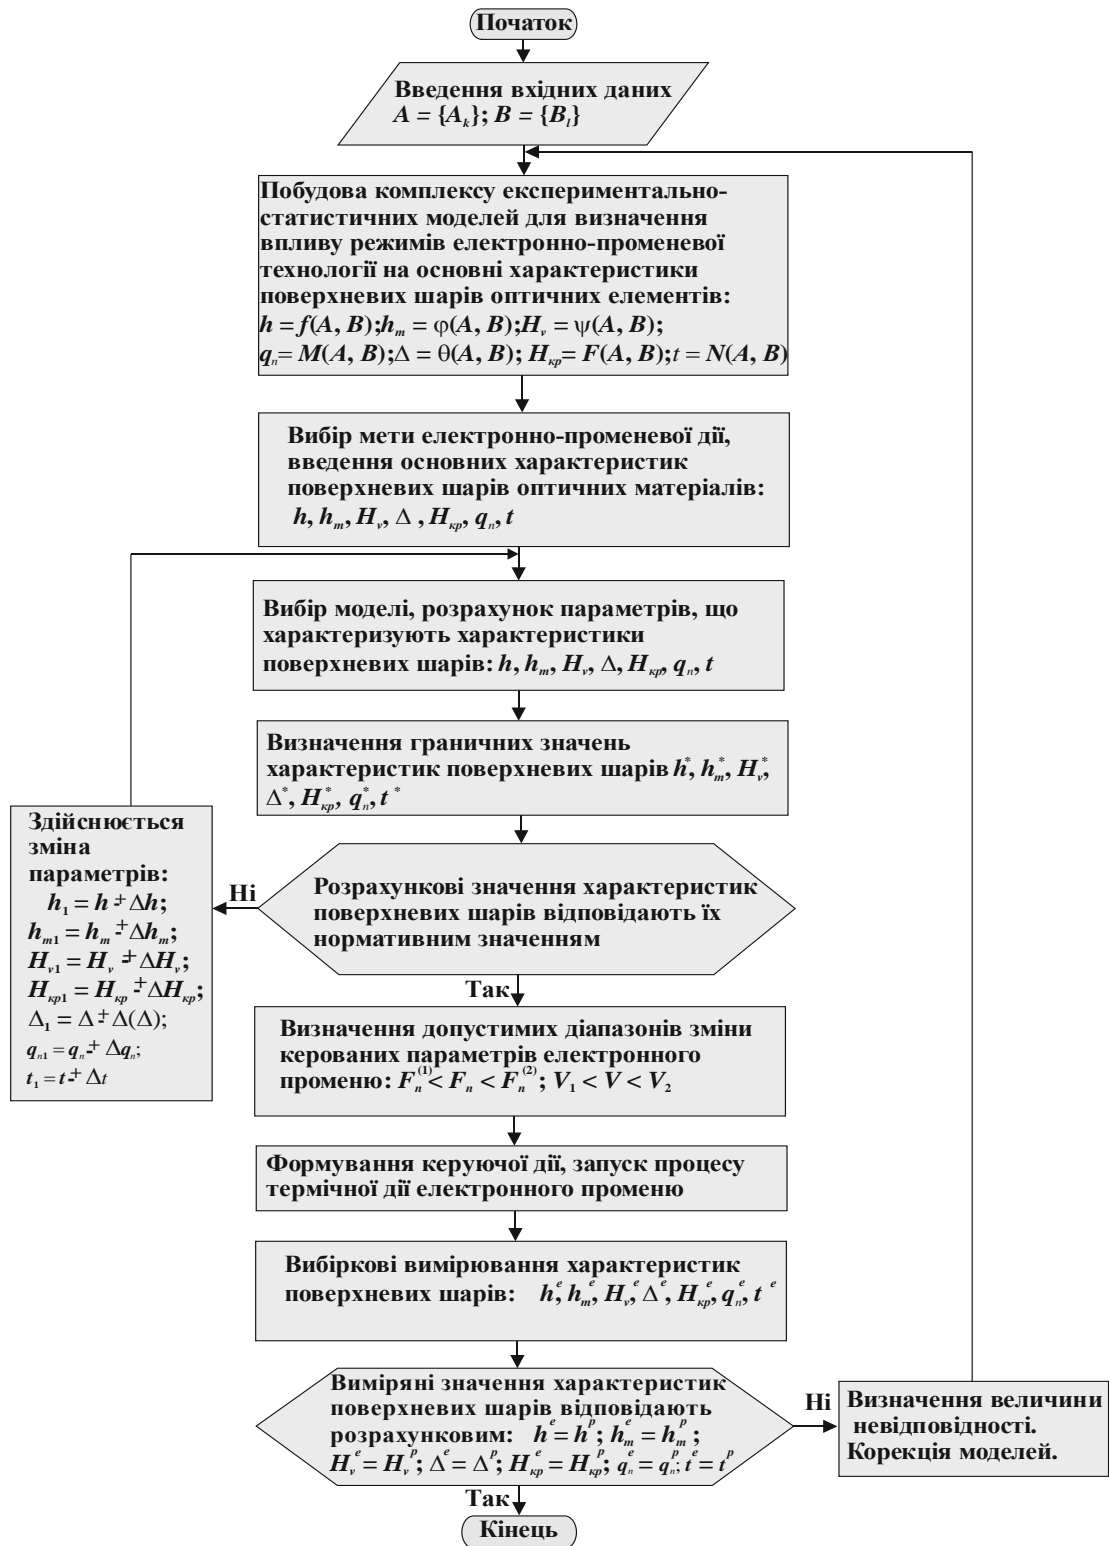 Початок
Введення вхідних даних
A = {Aₖ}; B = {Bₗ}
Побудова комплексу експериментально-
статистичних моделей для визначення
впливу режимів електронно-променевої
технології на основні характеристики
поверхневих шарів оптичних елементів:
h = f(A, B); hₘ = φ(A, B); Hᵥ = ψ(A, B);
qₙ = M(A, B); Δ = θ(A, B); Hкр = F(A, B); t = N(A, B)
Вибір мети електронно-променевої дії,
введення основних характеристик
поверхневих шарів оптичних матеріалів:
h, hₘ, Hᵥ, Δ , Hкр, qₙ, t
Вибір моделі, розрахунок параметрів, що
характеризують характеристики
поверхневих шарів: h, hₘ, Hᵥ, Δ, Hкр, qₙ, t
Визначення граничних значень
характеристик поверхневих шарів h*, hₘ*, Hᵥ*,
Δ*, Hкр*, qₙ*, t*
Розрахункові значення характеристик
поверхневих шарів відповідають їх
нормативним значенням
Ні
Здійснюється
зміна
параметрів:
h₁ = h ± Δh;
hₘ₁ = hₘ ± Δhₘ;
Hᵥ₁ = Hᵥ ± ΔHᵥ;
Hкр1 = Hкр ± ΔHкр;
Δ₁ = Δ ± Δ(Δ);
qₙ₁ = qₙ ± Δqₙ;
t₁ = t ± Δt
Так
Визначення допустимих діапазонів зміни
керованих параметрів електронного
променю: Fₙ⁽¹⁾ < Fₙ < Fₙ⁽²⁾; V₁ < V < V₂
Формування керуючої дії, запуск процесу
термічної дії електронного променю
Вибіркові вимірювання характеристик
поверхневих шарів: hᵉ, hₘᵉ, Hᵥᵉ, Δᵉ, Hкрᵉ, qₙᵉ, tᵉ
Виміряні значення характеристик
поверхневих шарів відповідають
розрахунковим: hᵉ = hᵖ; hₘᵉ = hₘᵖ ;
Hᵥᵉ = Hᵥᵖ; Δᵉ = Δᵖ; Hкрᵉ = Hкрᵖ; qₙᵉ = qₙᵖ; tᵉ = tᵖ
Ні
Визначення величини
невідповідності.
Корекція моделей.
Так
Кінець